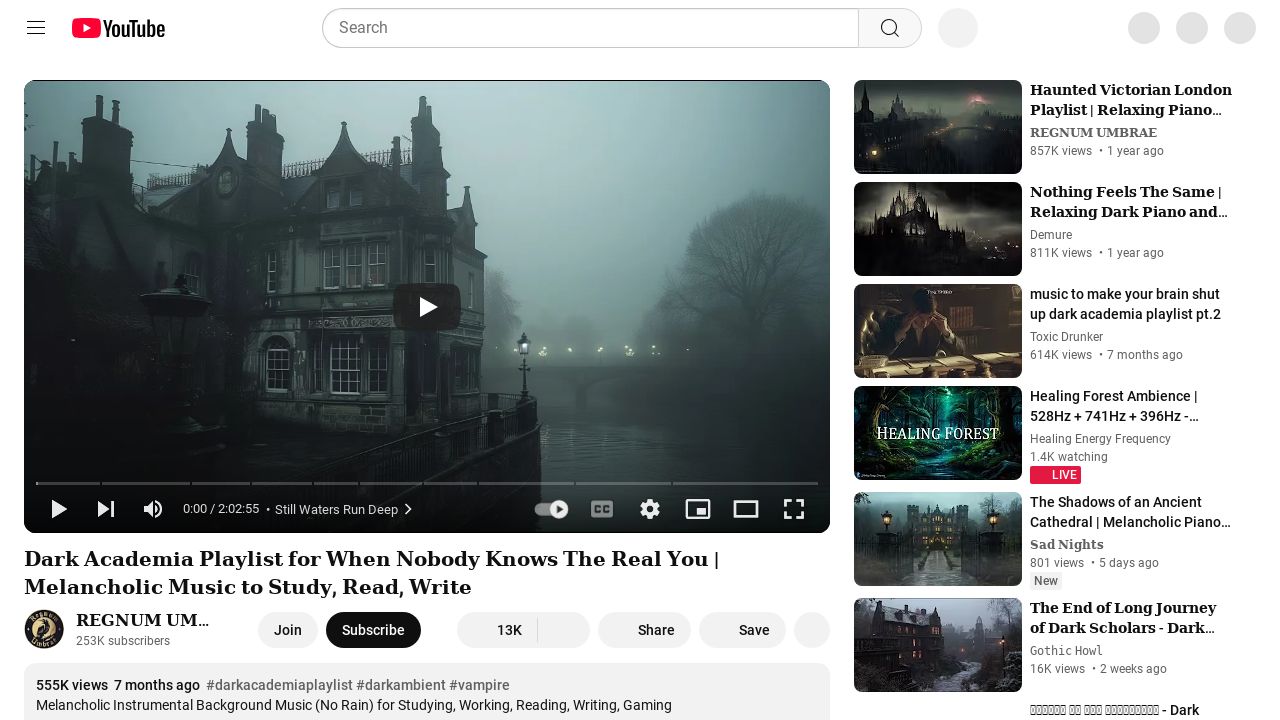 YouTube
Search
0:00 / 2:02:55 • Still Waters Run Deep
CC
Dark Academia Playlist for When Nobody Knows The Real You |
Melancholic Music to Study, Read, Write
REGNUM UM...
253K subscribers
Join
Subscribe
13K
Share
Save
555K views 7 months ago #darkacademiaplaylist #darkambient #vampire
Melancholic Instrumental Background Music (No Rain) for Studying, Working, Reading, Writing, Gaming
Haunted Victorian London
Playlist | Relaxing Piano...
REGNUM UMBRAE
857K views • 1 year ago
Nothing Feels The Same |
Relaxing Dark Piano and...
Demure
811K views • 1 year ago
music to make your brain shut
up dark academia playlist pt.2
Toxic Drunker
614K views • 7 months ago
HEALING FOREST
Healing Forest Ambience |
528Hz + 741Hz + 396Hz -...
Healing Energy Frequency
1.4K watching
LIVE
The Shadows of an Ancient
Cathedral | Melancholic Piano...
Sad Nights
801 views • 5 days ago
New
The End of Long Journey
of Dark Scholars - Dark...
Gothic Howl
16K views • 2 weeks ago
- Dark